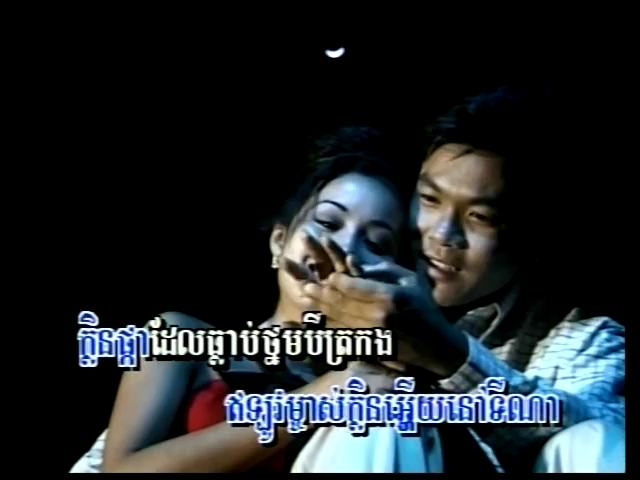 ក្លិនផ្កាដែលធ្លាប់ថ្នមបីត្រកង
ឥឡូវម្ចាស់ក្លិនអើយនៅទីណា